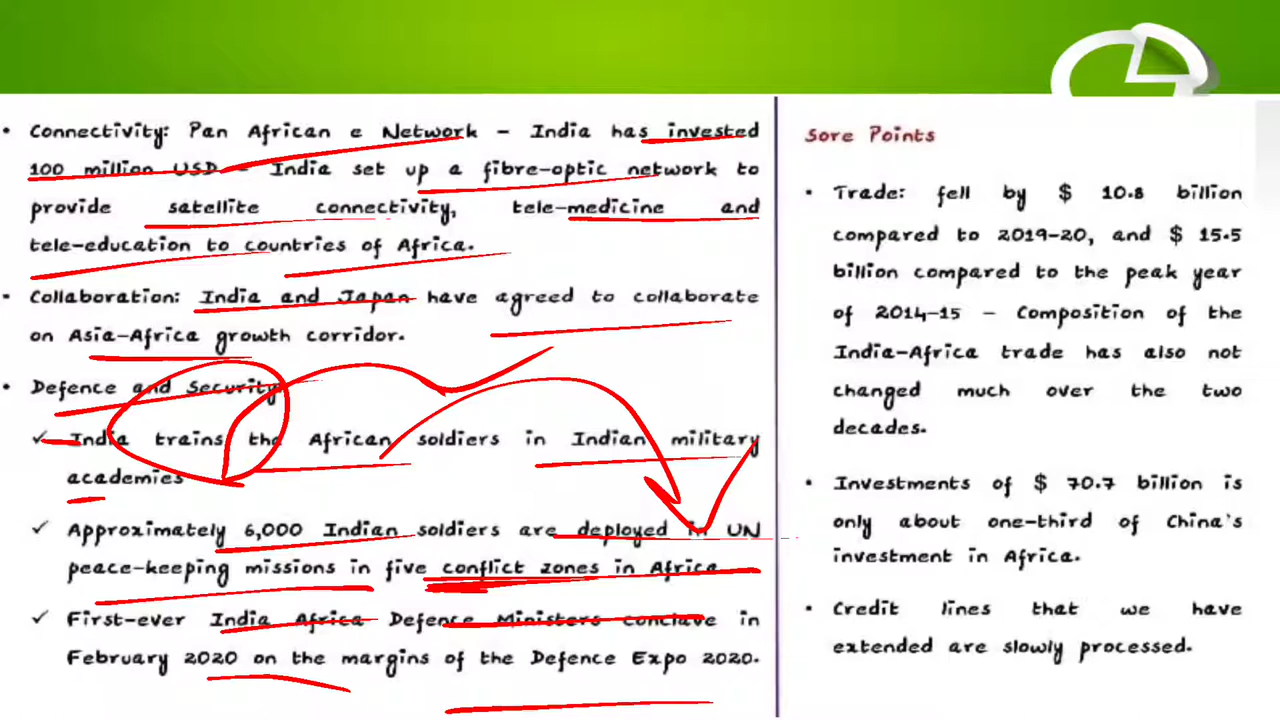 • Connectivity: Pan African e Network – India has invested
100 million USD – India set up a fibre-optic network to
provide satellite connectivity, tele-medicine and
tele-education to countries of Africa.
• Collaboration: India and Japan have agreed to collaborate
on Asia-Africa growth corridor.
• Defence and Security:
✓ India trains the African soldiers in Indian military
academies
✓ Approximately 6,000 Indian soldiers are deployed in UN
peace-keeping missions in five conflict zones in Africa
✓ First-ever India Africa Defence Ministers conclave in
February 2020 on the margins of the Defence Expo 2020.
Sore Points
• Trade: fell by $ 10.8 billion
compared to 2019-20, and $ 15.5
billion compared to the peak year
of 2014-15 – Composition of the
India-Africa trade has also not
changed much over the two
decades.
• Investments of $ 70.7 billion is
only about one-third of China's
investment in Africa.
• Credit lines that we have
extended are slowly processed.